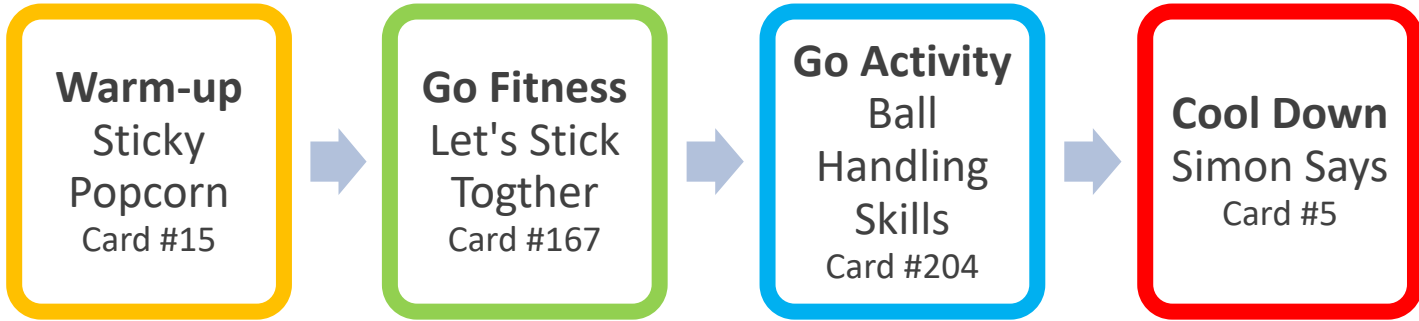 Warm-up
Sticky
Popcorn
Card #15
Go Fitness
Let's Stick
Togther
Card #167
Go Activity
Ball
Handling
Skills
Card #204
Cool Down
Simon Says
Card #5